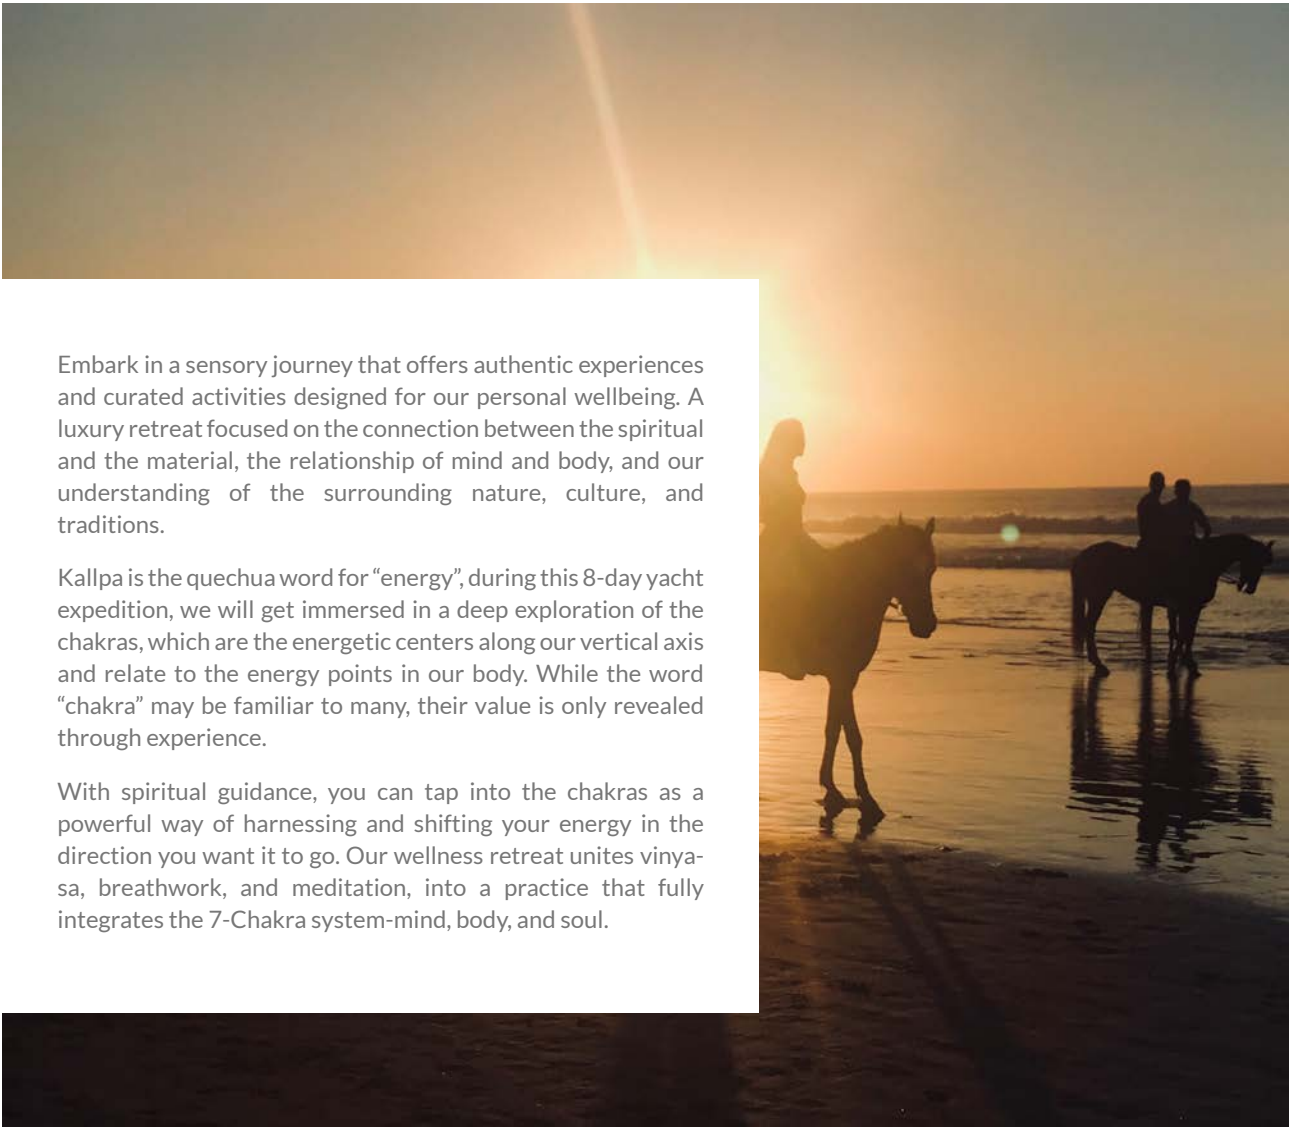 Embark in a sensory journey that offers authentic experiences
and curated activities designed for our personal wellbeing. A
luxury retreat focused on the connection between the spiritual
and the material, the relationship of mind and body, and our
understanding of the surrounding nature, culture, and
traditions.
Kallpa is the quechua word for “energy”, during this 8-day yacht
expedition, we will get immersed in a deep exploration of the
chakras, which are the energetic centers along our vertical axis
and relate to the energy points in our body. While the word
“chakra” may be familiar to many, their value is only revealed
through experience.
With spiritual guidance, you can tap into the chakras as a
powerful way of harnessing and shifting your energy in the
direction you want it to go. Our wellness retreat unites vinya-
sa, breathwork, and meditation, into a practice that fully
integrates the 7-Chakra system-mind, body, and soul.